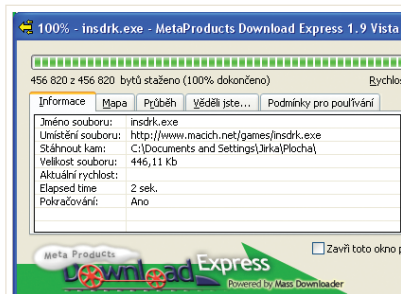 100% - insdrk.exe - MetaProducts Download Express 1.9 Vista
456 820 z 456 820 bytů staženo (100% dokončeno) Rychlos
Informace Mapa Průběh Věděli jste... Podmínky pro poulívání
Jméno souboru: insdrk.exe
Umístění souboru: http://www.macich.net/games/insdrk.exe
Stáhnout kam: C:\Documents and Settings\Jirka\Plocha\
Velikost souboru: 446,11 Kb
Aktuální rychlost:
Elapsed time 2 sek.
Pokračování: Ano
Zavři toto okno p
Meta Products
Download Express
Powered by Mass Downloader